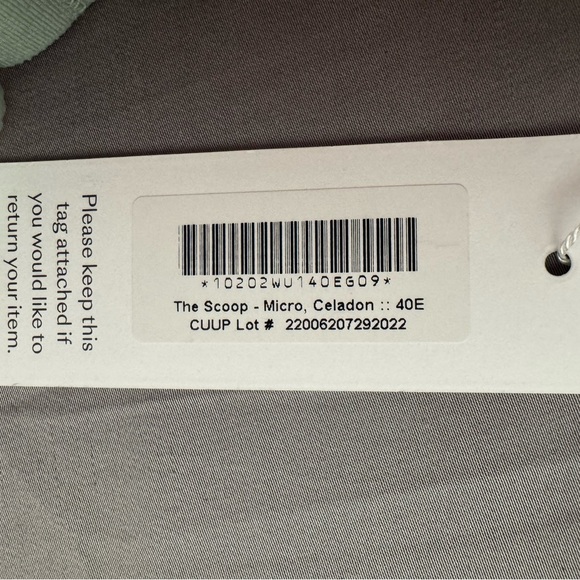 Please keep this
tag attached if
you would like to
return your item.
*10202WU140EG09*
The Scoop - Micro, Celadon :: 40E
CUUP Lot # 22006207292022